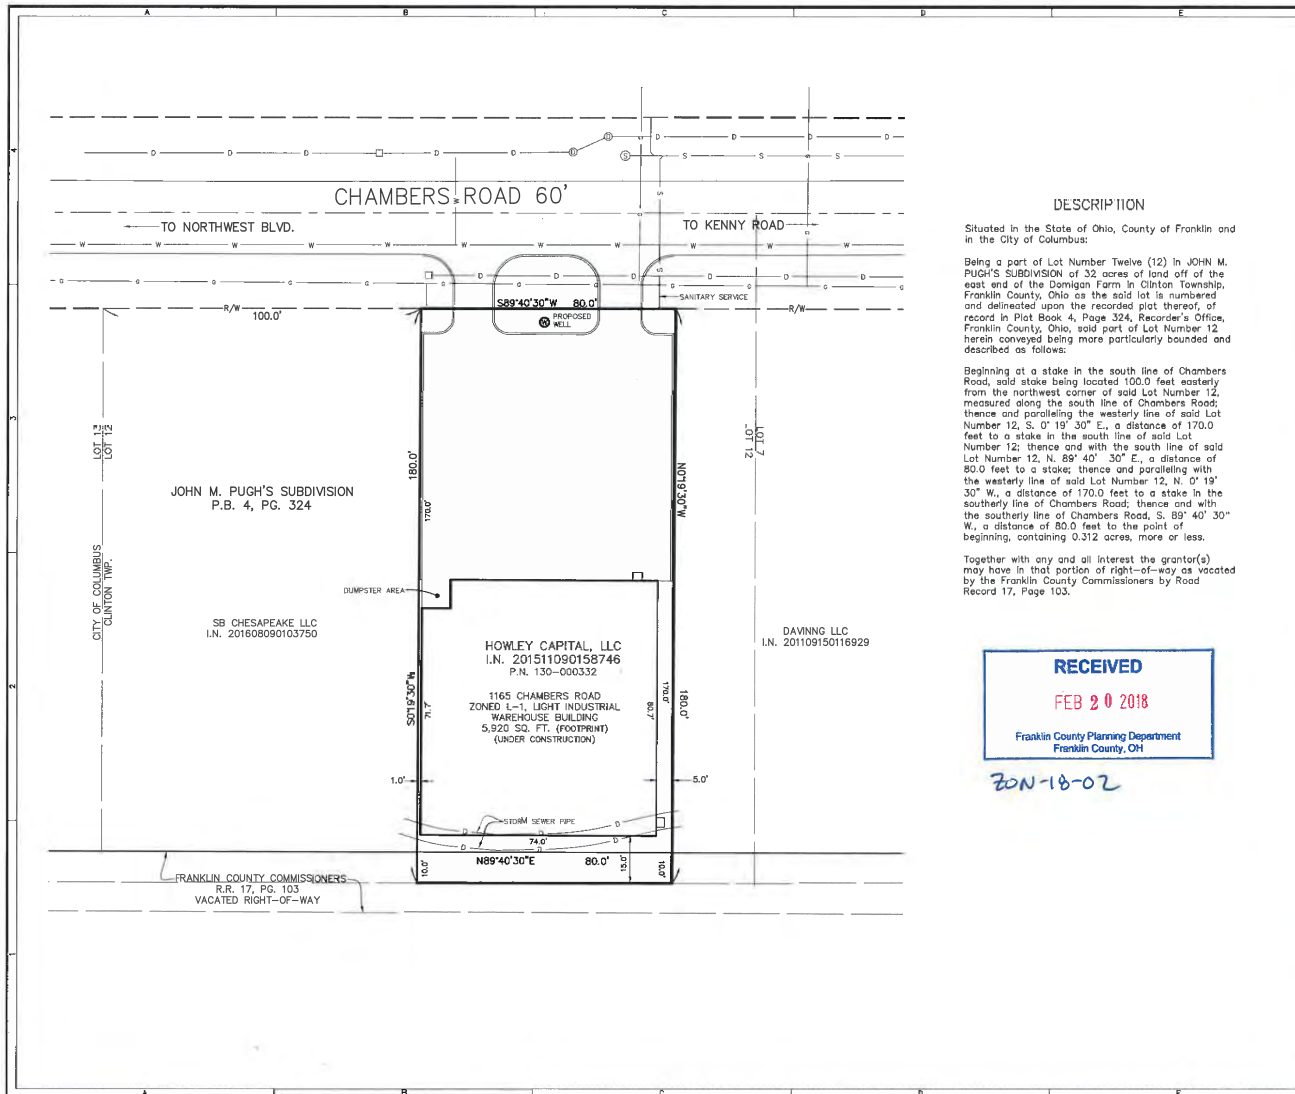 A B C D E
4
CHAMBERS ROAD 60'
TO NORTHWEST BLVD.
TO KENNY ROAD
SANITARY SERVICE
R/W
100.0'
S89°40'30"W 80.0'
PROPOSED
WELL
R/W
3
LOT 13
LOT 12
180.0'
170.0'
N0°19'30"W
LOT 7
LOT 12
JOHN M. PUGH'S SUBDIVISION
P.B. 4, PG. 324
CITY OF COLUMBUS
CLINTON TWP.
DUMPSTER AREA
SB CHESAPEAKE LLC
I.N. 201608090103750
HOWLEY CAPITAL, LLC
I.N. 201511090158746
P.N. 130-000332
1165 CHAMBERS ROAD
ZONED L-1, LIGHT INDUSTRIAL
WAREHOUSE BUILDING
5,920 SQ. FT. (FOOTPRINT)
(UNDER CONSTRUCTION)
DAVINNG LLC
I.N. 201109150116929
2
S0°19'30"W
71.7'
80.7'
170.0'
180.0'
1.0'
5.0'
STORM SEWER PIPE
74.0'
N89°40'30"E 80.0'
10.0'
15.0'
10.0'
FRANKLIN COUNTY COMMISSIONERS
R.R. 17, PG. 103
VACATED RIGHT-OF-WAY
1
DESCRIPTION
Situated in the State of Ohio, County of Franklin and
in the City of Columbus:
Being a part of Lot Number Twelve (12) in JOHN M.
PUGH'S SUBDIVISION of 32 acres of land off of the
east end of the Domigan Farm in Clinton Township,
Franklin County, Ohio as the said lot is numbered
and delineated upon the recorded plat thereof, of
record in Plat Book 4, Page 324, Recorder's Office,
Franklin County, Ohio, said part of Lot Number 12
herein conveyed being more particularly bounded and
described as follows:
Beginning at a stake in the south line of Chambers
Road, said stake being located 100.0 feet easterly
from the northwest corner of said Lot Number 12,
measured along the south line of Chambers Road;
thence and paralleling the westerly line of said Lot
Number 12, S. 0° 19' 30" E., a distance of 170.0
feet to a stake in the south line of said Lot
Number 12; thence and with the south line of said
Lot Number 12, N. 89° 40' 30" E., a distance of
80.0 feet to a stake; thence and paralleling with
the westerly line of said Lot Number 12, N. 0° 19'
30" W., a distance of 170.0 feet to a stake in the
southerly line of Chambers Road; thence and with
the southerly line of Chambers Road, S. 89° 40' 30"
W., a distance of 80.0 feet to the point of
beginning, containing 0.312 acres, more or less.
Together with any and all interest the grantor(s)
may have in that portion of right-of-way as vacated
by the Franklin County Commissioners by Road
Record 17, Page 103.
RECEIVED
FEB 20 2018
Franklin County Planning Department
Franklin County, OH
ZON-18-02